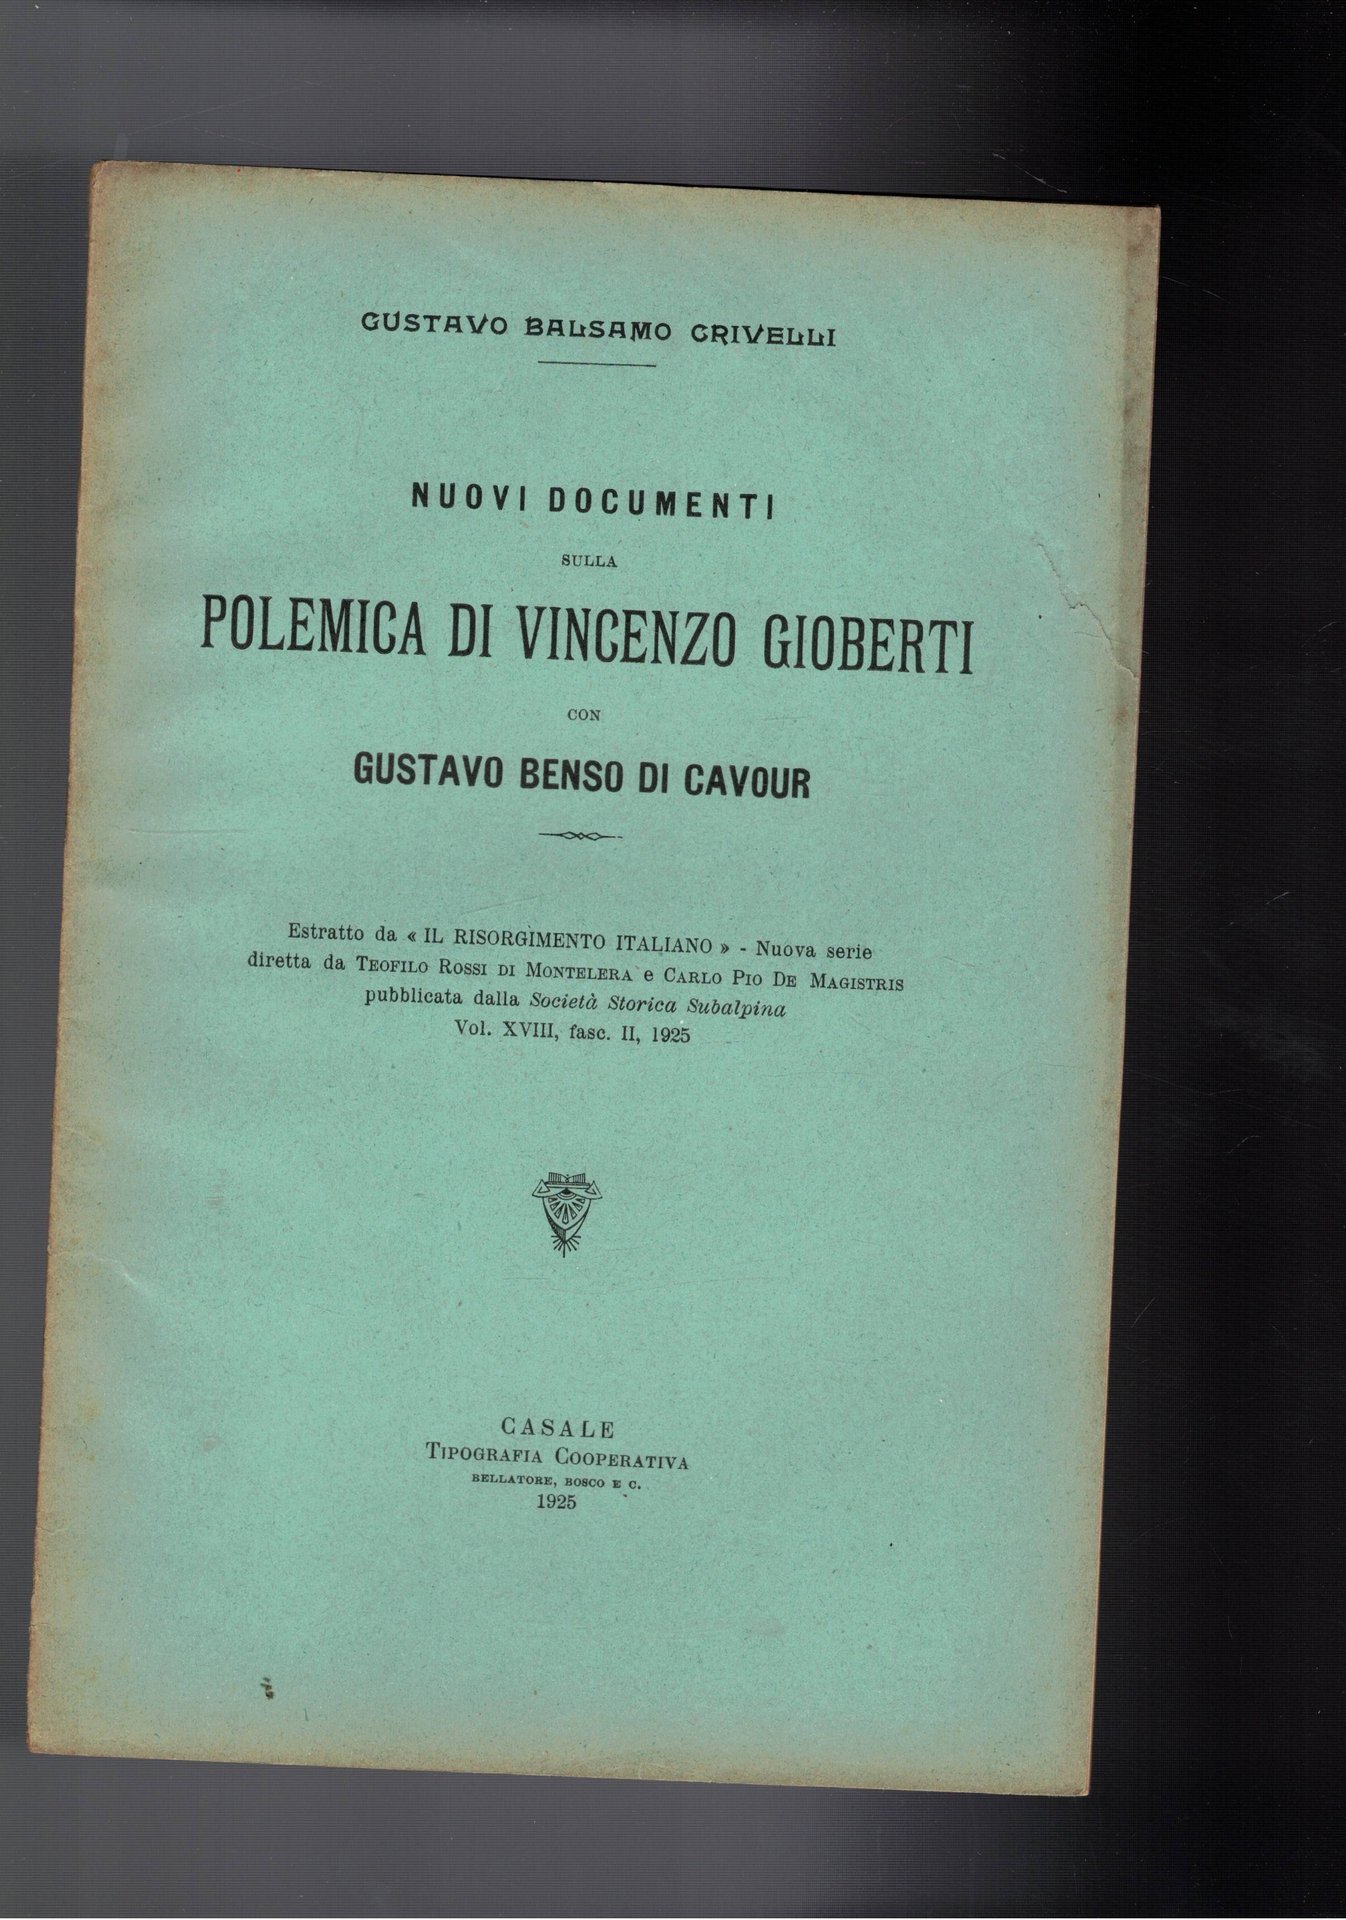 GUSTAVO BALSAMO CRIVELLI
NUOVI DOCUMENTI
SULLA
POLEMICA DI VINCENZO GIOBERTI
CON
GUSTAVO BENSO DI CAVOUR
Estratto da « IL RISORGIMENTO ITALIANO » - Nuova serie
diretta da TEOFILO ROSSI DI MONTELERA e CARLO PIO DE MAGISTRIS
pubblicata dalla Società Storica Subalpina
Vol. XVIII, fasc. II, 1925
CASALE
TIPOGRAFIA COOPERATIVA
BELLATORE, BOSCO E C.
1925